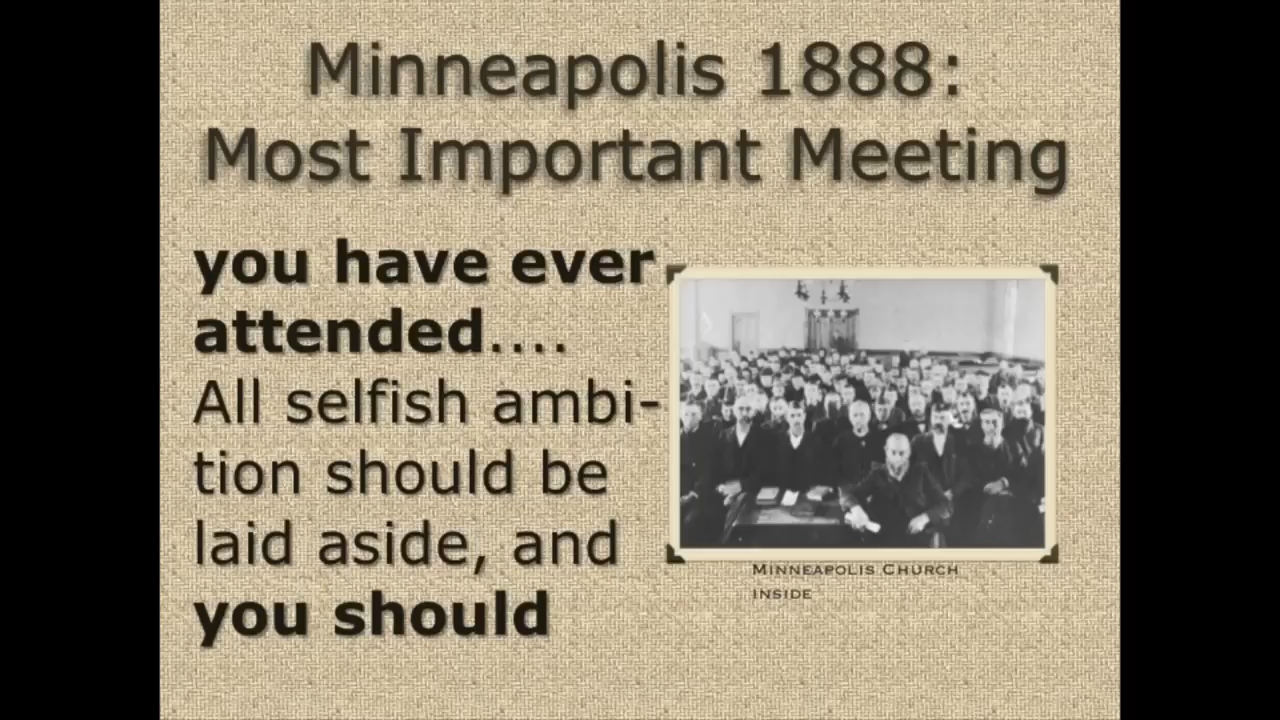 Minneapolis 1888:
Most Important Meeting
you have ever
attended....
All selfish ambi-
tion should be
laid aside, and
you should
Minneapolis Church
inside